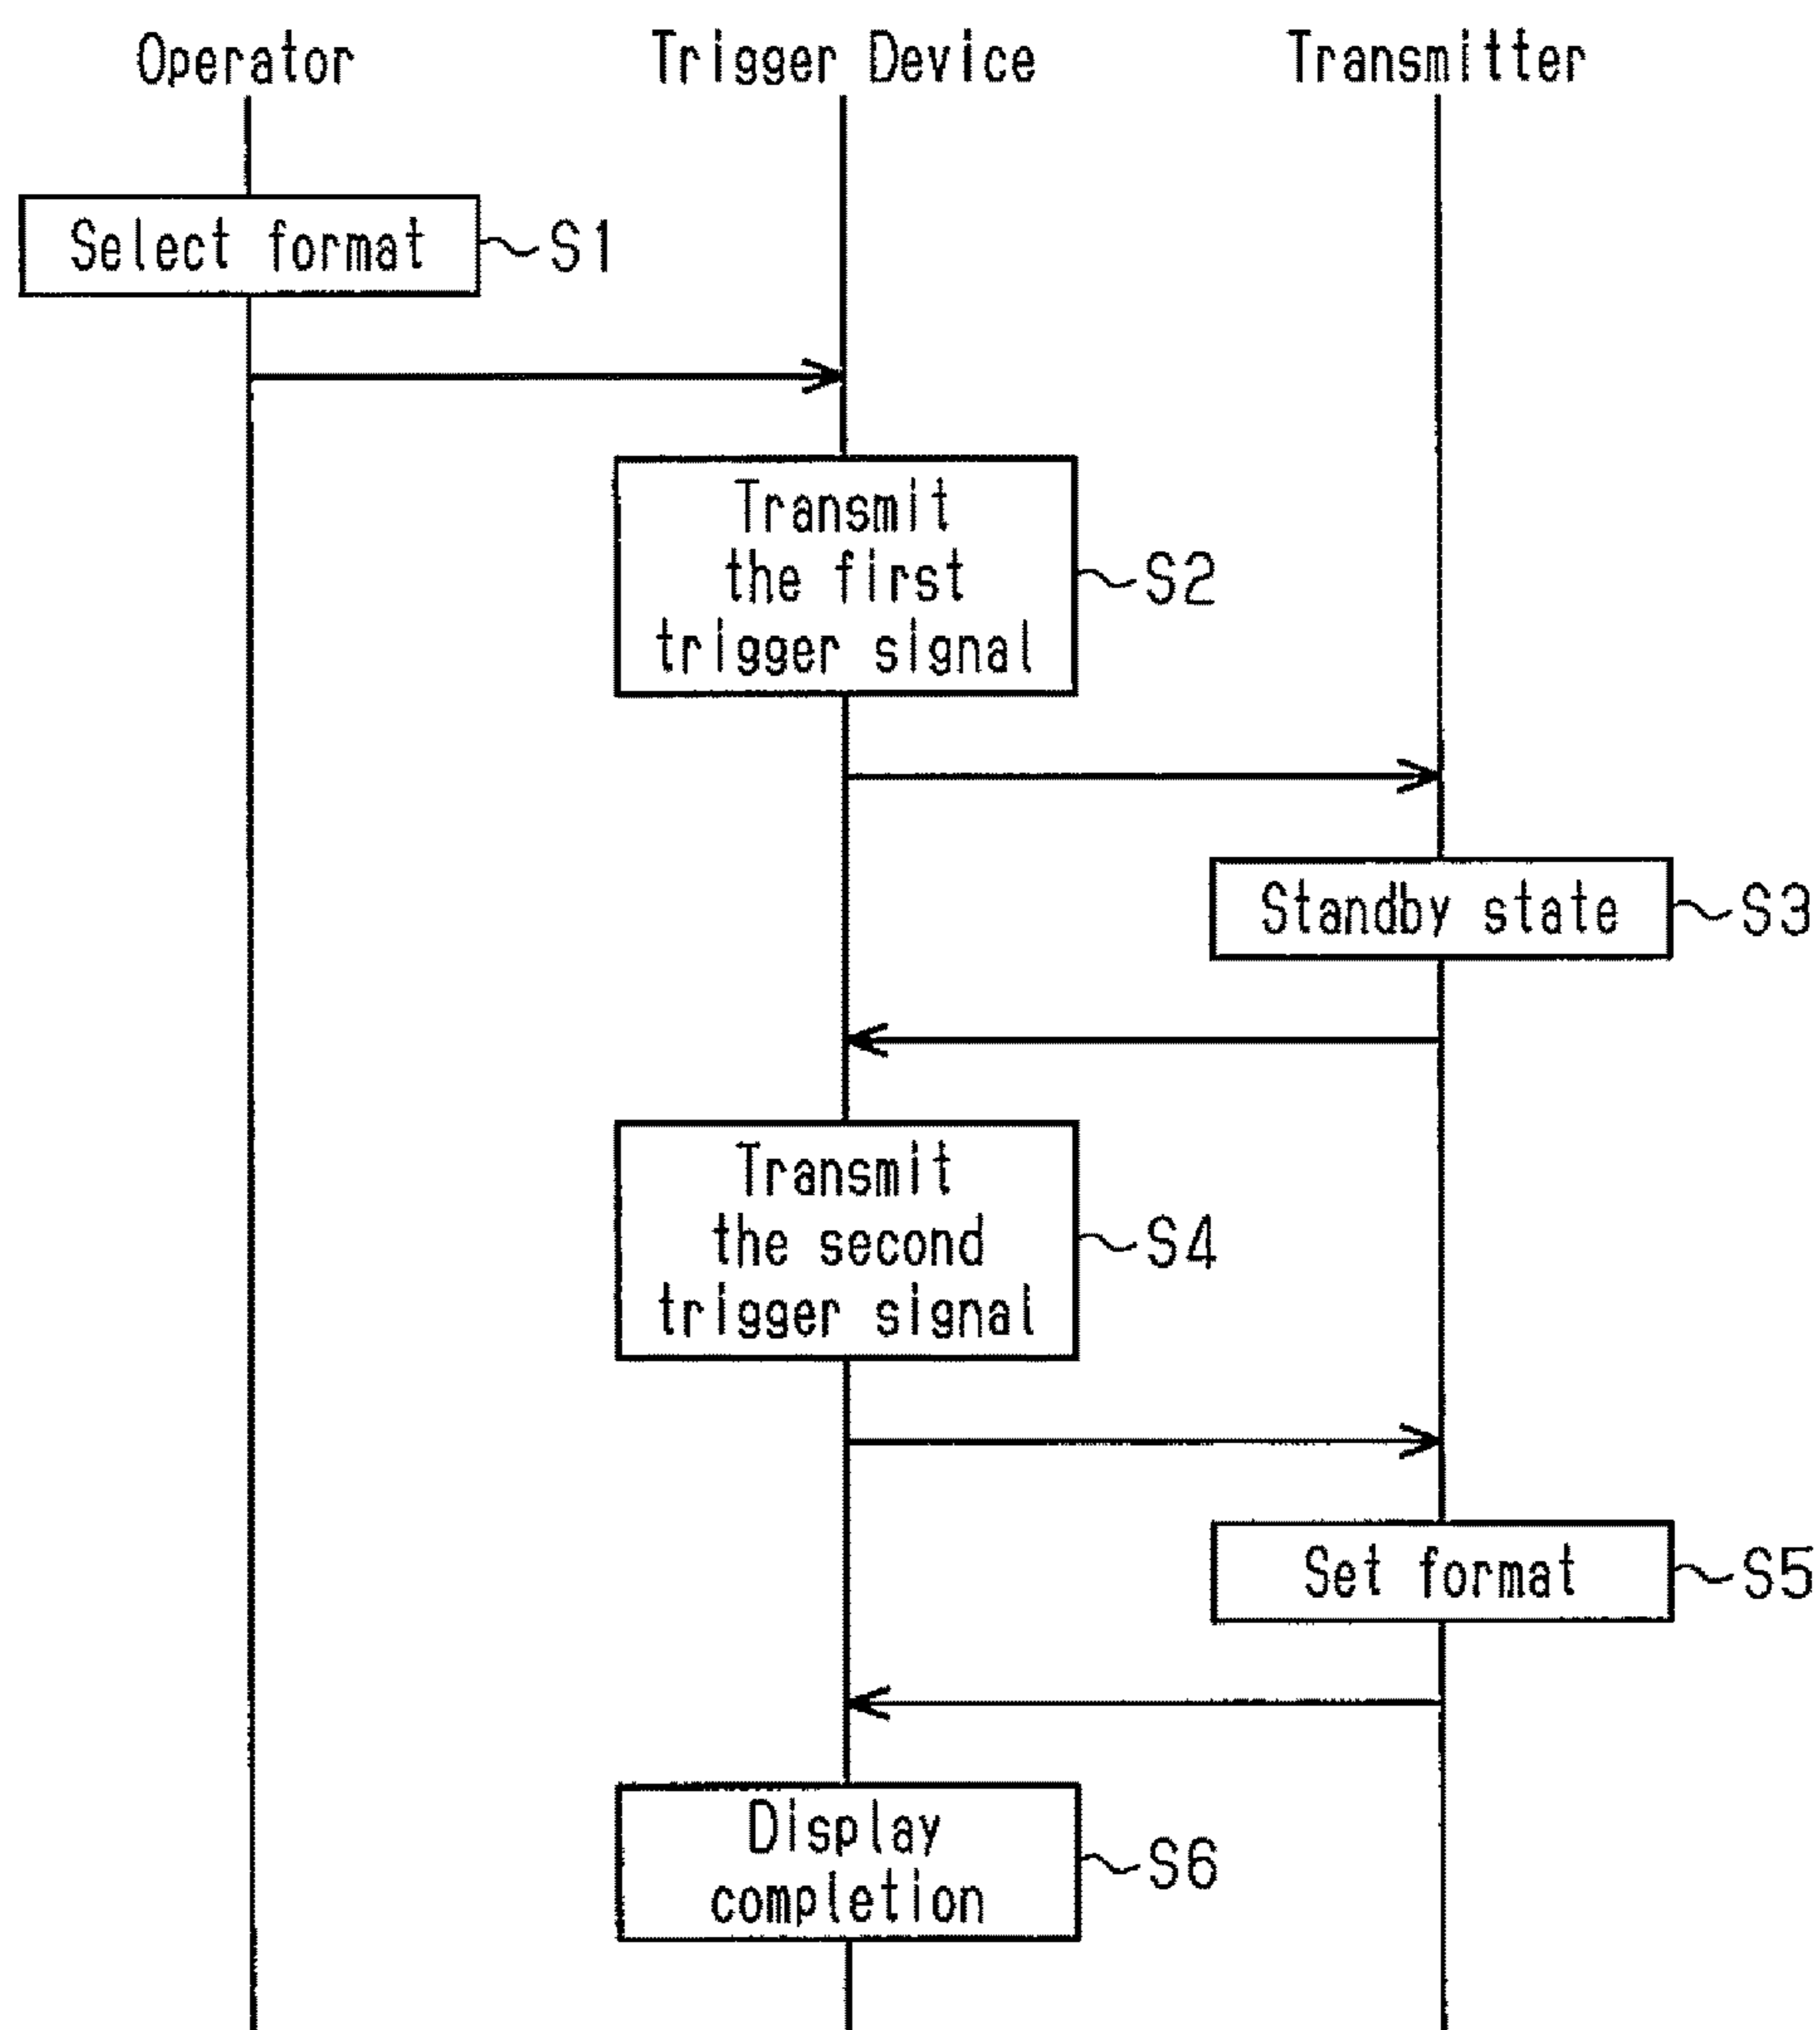 Operator
Trigger Device
Transmitter
Select format
S1
Transmit
the first
trigger signal
S2
Standby state
S3
Transmit
the second
trigger signal
S4
Set format
S5
Display
completion
S6